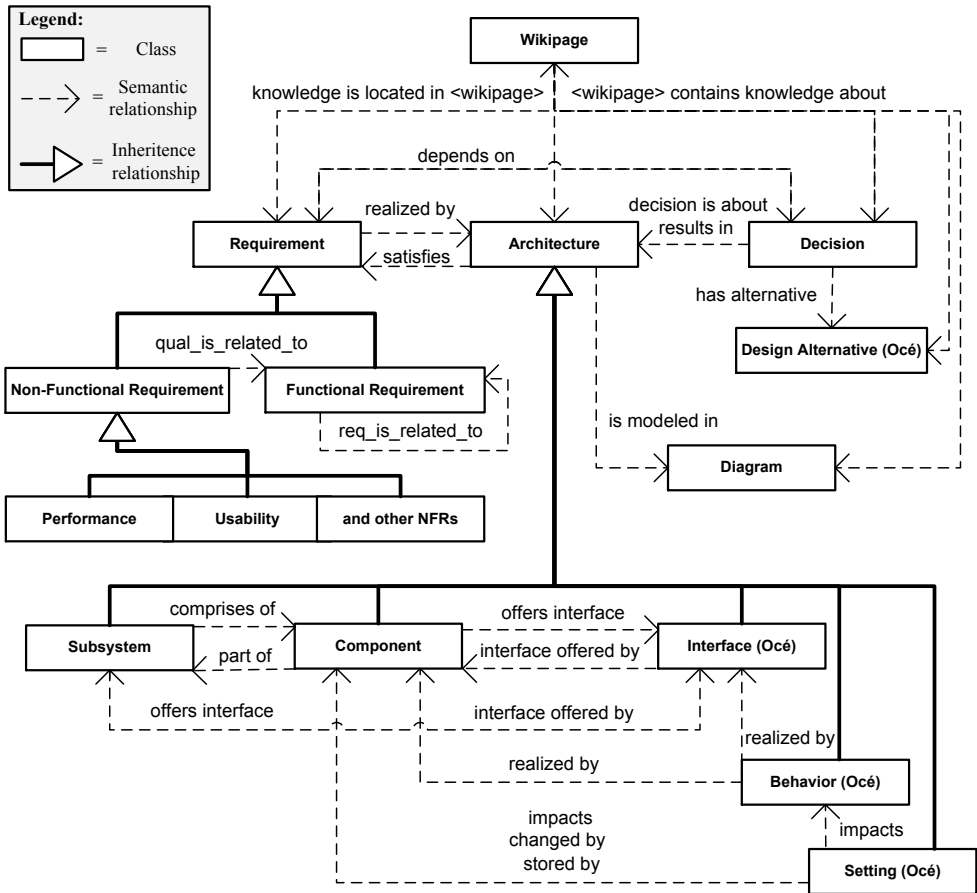 Legend:
= Class
= Semantic
relationship
= Inheritence
relationship
Wikipage
knowledge is located in <wikipage>
<wikipage> contains knowledge about
depends on
realized by
decision is about
results in
Requirement
Architecture
Decision
satisfies
has alternative
qual_is_related_to
Design Alternative (Océ)
Non-Functional Requirement
Functional Requirement
req_is_related_to
is modeled in
Diagram
Performance
Usability
and other NFRs
comprises of
offers interface
Subsystem
Component
Interface (Océ)
part of
interface offered by
offers interface
interface offered by
realized by
realized by
Behavior (Océ)
impacts
changed by
stored by
impacts
Setting (Océ)